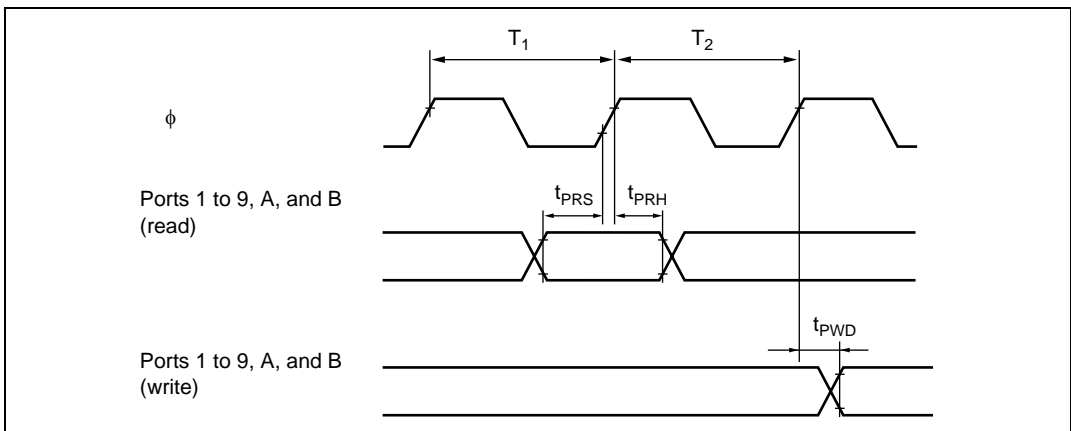 T₁ T₂
ϕ
tPRS tPRH
Ports 1 to 9, A, and B
(read)
tPWD
Ports 1 to 9, A, and B
(write)